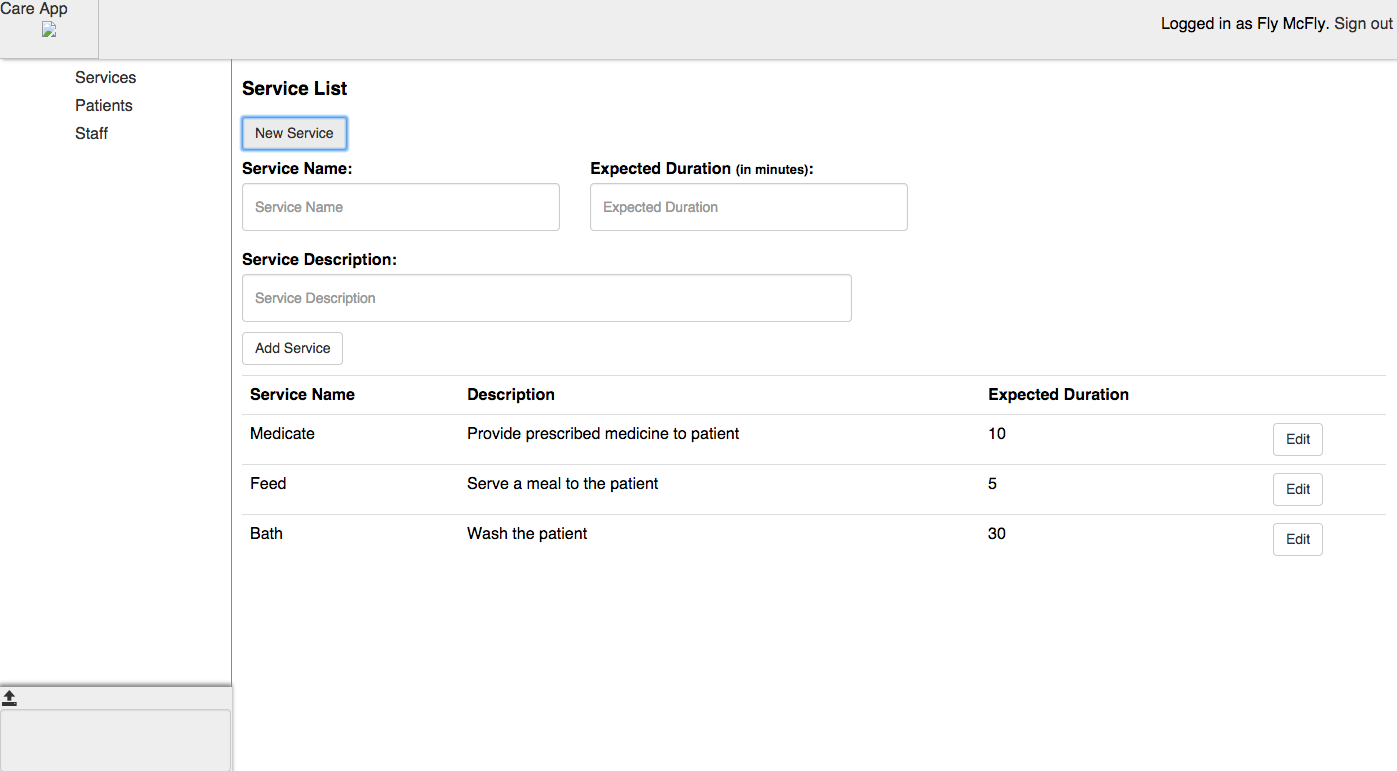 Care App
Logged in as Fly McFly. Sign out
Services
Patients
Staff
Service List
New Service
Service Name: Expected Duration (in minutes):
Service Name Expected Duration
Service Description:
Service Description
Add Service
Service Name Description Expected Duration
Medicate Provide prescribed medicine to patient 10 Edit
Feed Serve a meal to the patient 5 Edit
Bath Wash the patient 30 Edit